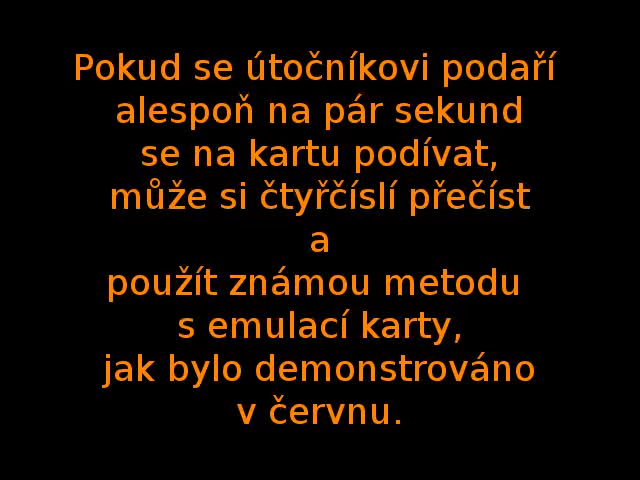 Pokud se útočníkovi podaří
alespoň na pár sekund
se na kartu podívat,
může si čtyřčíslí přečíst
a
použít známou metodu
s emulací karty,
jak bylo demonstrováno
v červnu.